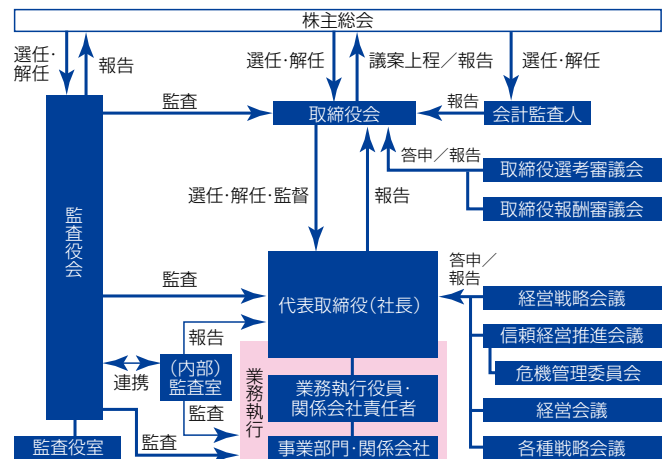 株主総会
選任・
解任
報告
選任・解任
議案上程／報告
選任・解任
監査
取締役会
報告
会計監査人
答申／報告
取締役選考審議会
取締役報酬審議会
選任・解任・監督
報告
監査役会
監査
代表取締役（社長）
答申／
報告
経営戦略会議
信頼経営推進会議
危機管理委員会
経営会議
各種戦略会議
報告
連携
（内部）
監査室
監査
業務執行
業務執行役員・
関係会社責任者
事業部門・関係会社
監査役室
監査